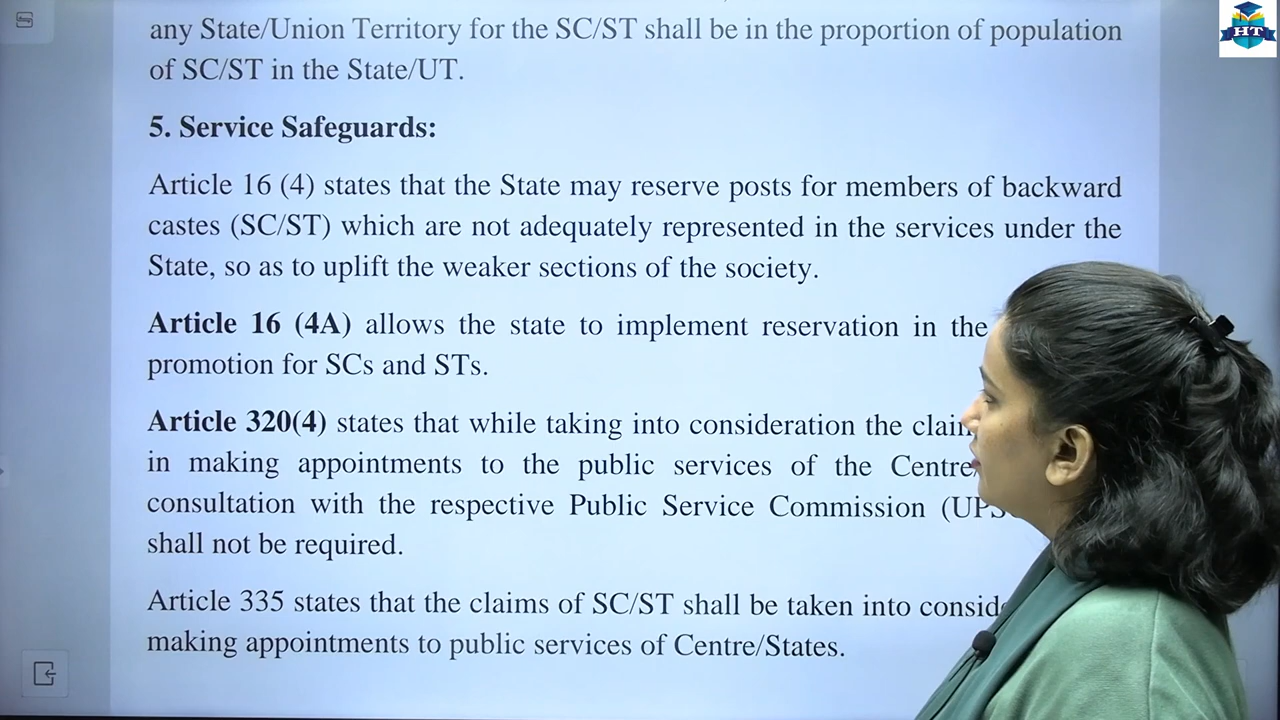 any State/Union Territory for the SC/ST shall be in the proportion of population
of SC/ST in the State/UT.
5. Service Safeguards:
Article 16 (4) states that the State may reserve posts for members of backward
castes (SC/ST) which are not adequately represented in the services under the
State, so as to uplift the weaker sections of the society.
Article 16 (4A) allows the state to implement reservation in the
promotion for SCs and STs.
Article 320(4) states that while taking into consideration the
in making appointments to the public services of the Centre/
consultation with the respective Public Service Commission
shall not be required.
Article 335 states that the claims of SC/ST shall be taken into
making appointments to public services of Centre/States.
HT